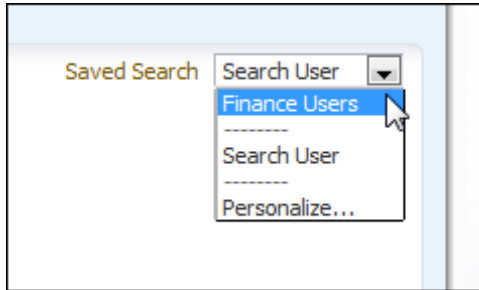 Saved Search Search User
Finance Users
--------
Search User
--------
Personalize...